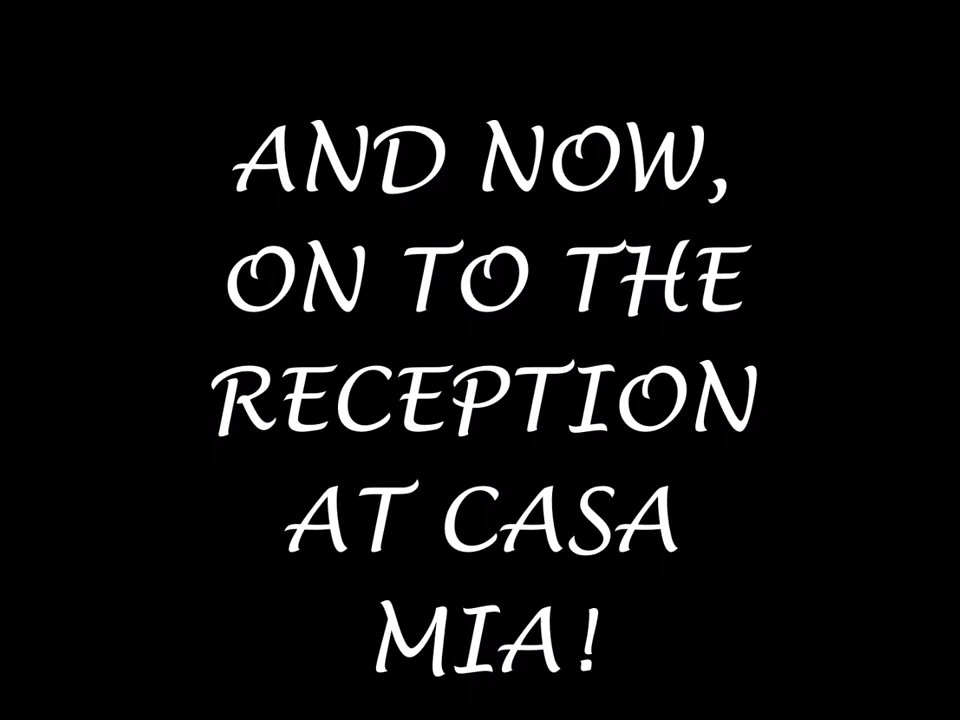 AND NOW,
ON TO THE
RECEPTION
AT CASA
MIA!